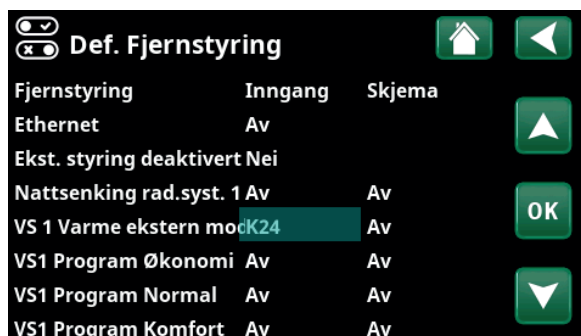 Def. Fjernstyring
Fjernstyring Inngang Skjema
Ethernet Av
Ekst. styring deaktivert Nei
Nattsenking rad.syst. 1 Av Av
OK
VS 1 Varme ekstern mod K24 Av
VS1 Program Økonomi Av Av
VS1 Program Normal Av Av
VS1 Program Komfort Av Av